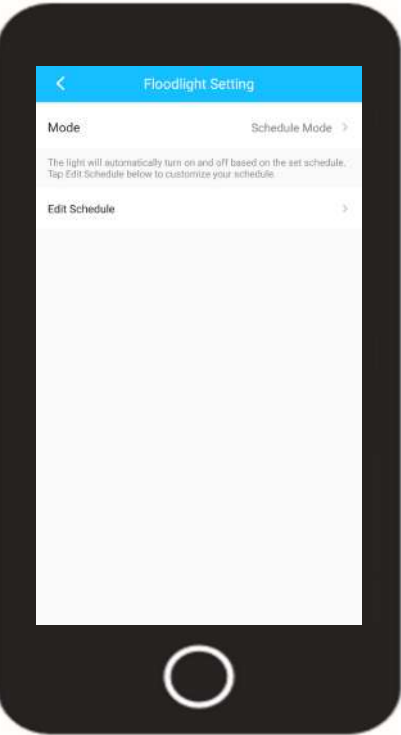 Floodlight Setting
Mode
Schedule Mode
The light will automatically turn on and off based on the set schedule.
Tap Edit Schedule below to customize your schedule.
Edit Schedule